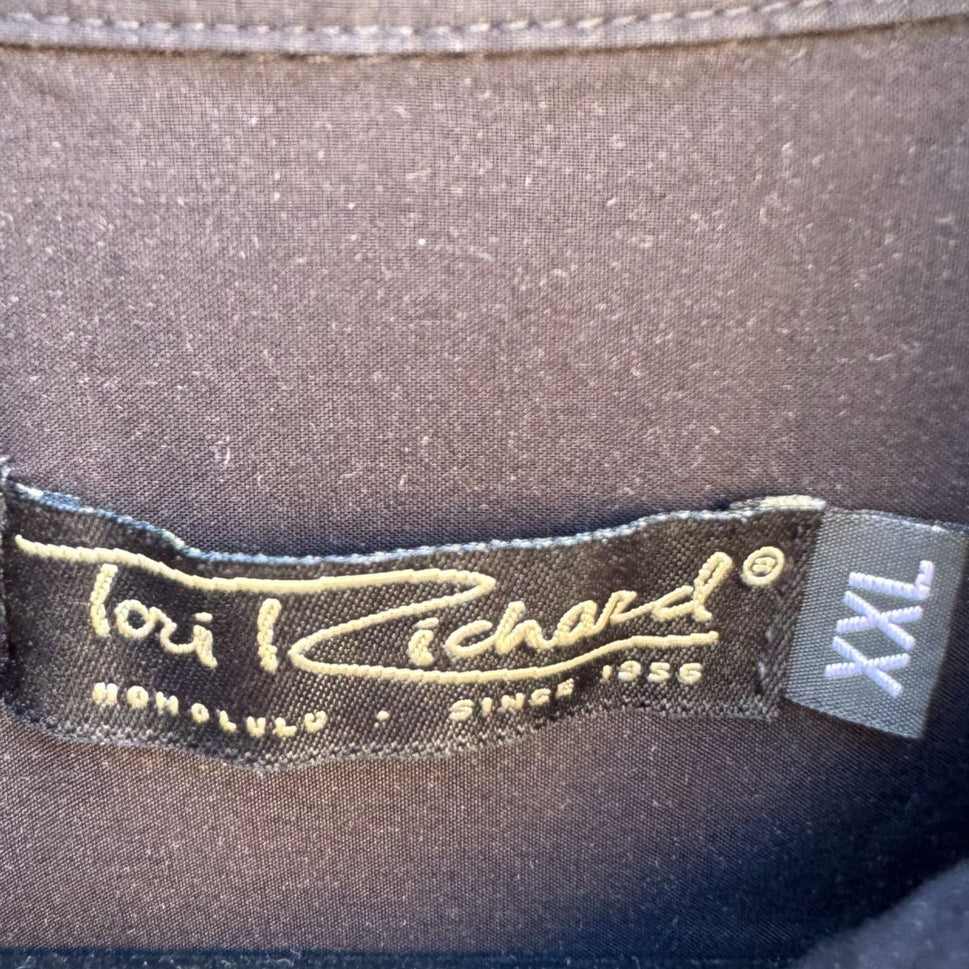 Tori Richard®
HONOLULU · SINCE 1956
XXL